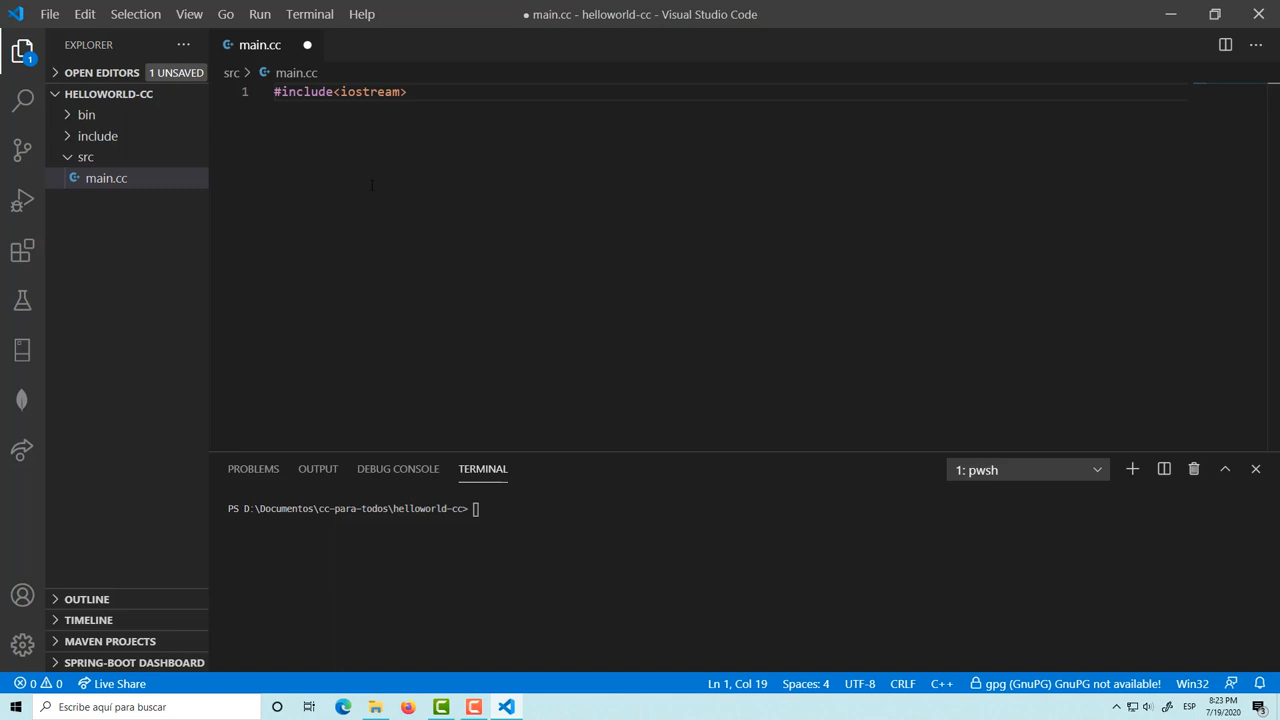 File Edit Selection View Go Run Terminal Help
● main.cc - helloworld-cc - Visual Studio Code
EXPLORER
main.cc
1
OPEN EDITORS 1 UNSAVED
src > main.cc
HELLOWORLD-CC
1 #include<iostream>
bin
include
src
main.cc
PROBLEMS OUTPUT DEBUG CONSOLE TERMINAL
1: pwsh
PS D:\Documentos\cc-para-todos\helloworld-cc>
OUTLINE
TIMELINE
MAVEN PROJECTS
SPRING-BOOT DASHBOARD
0 0 Live Share
Ln 1, Col 19 Spaces: 4 UTF-8 CRLF C++ gpg (GnuPG) GnuPG not available! Win32
Escribe aquí para buscar
ESP
8:23 PM
7/19/2020
3